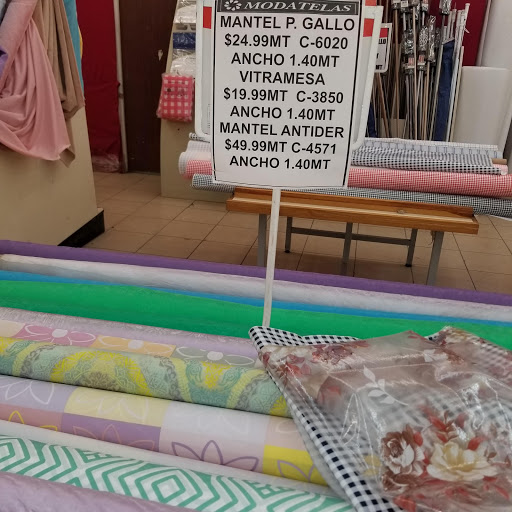 MODATELAS
MANTEL P. GALLO
$24.99MT C-6020
ANCHO 1.40MT
VITRAMESA
$19.99MT C-3850
ANCHO 1.40MT
MANTEL ANTIDER
$49.99MT C-4571
ANCHO 1.40MT